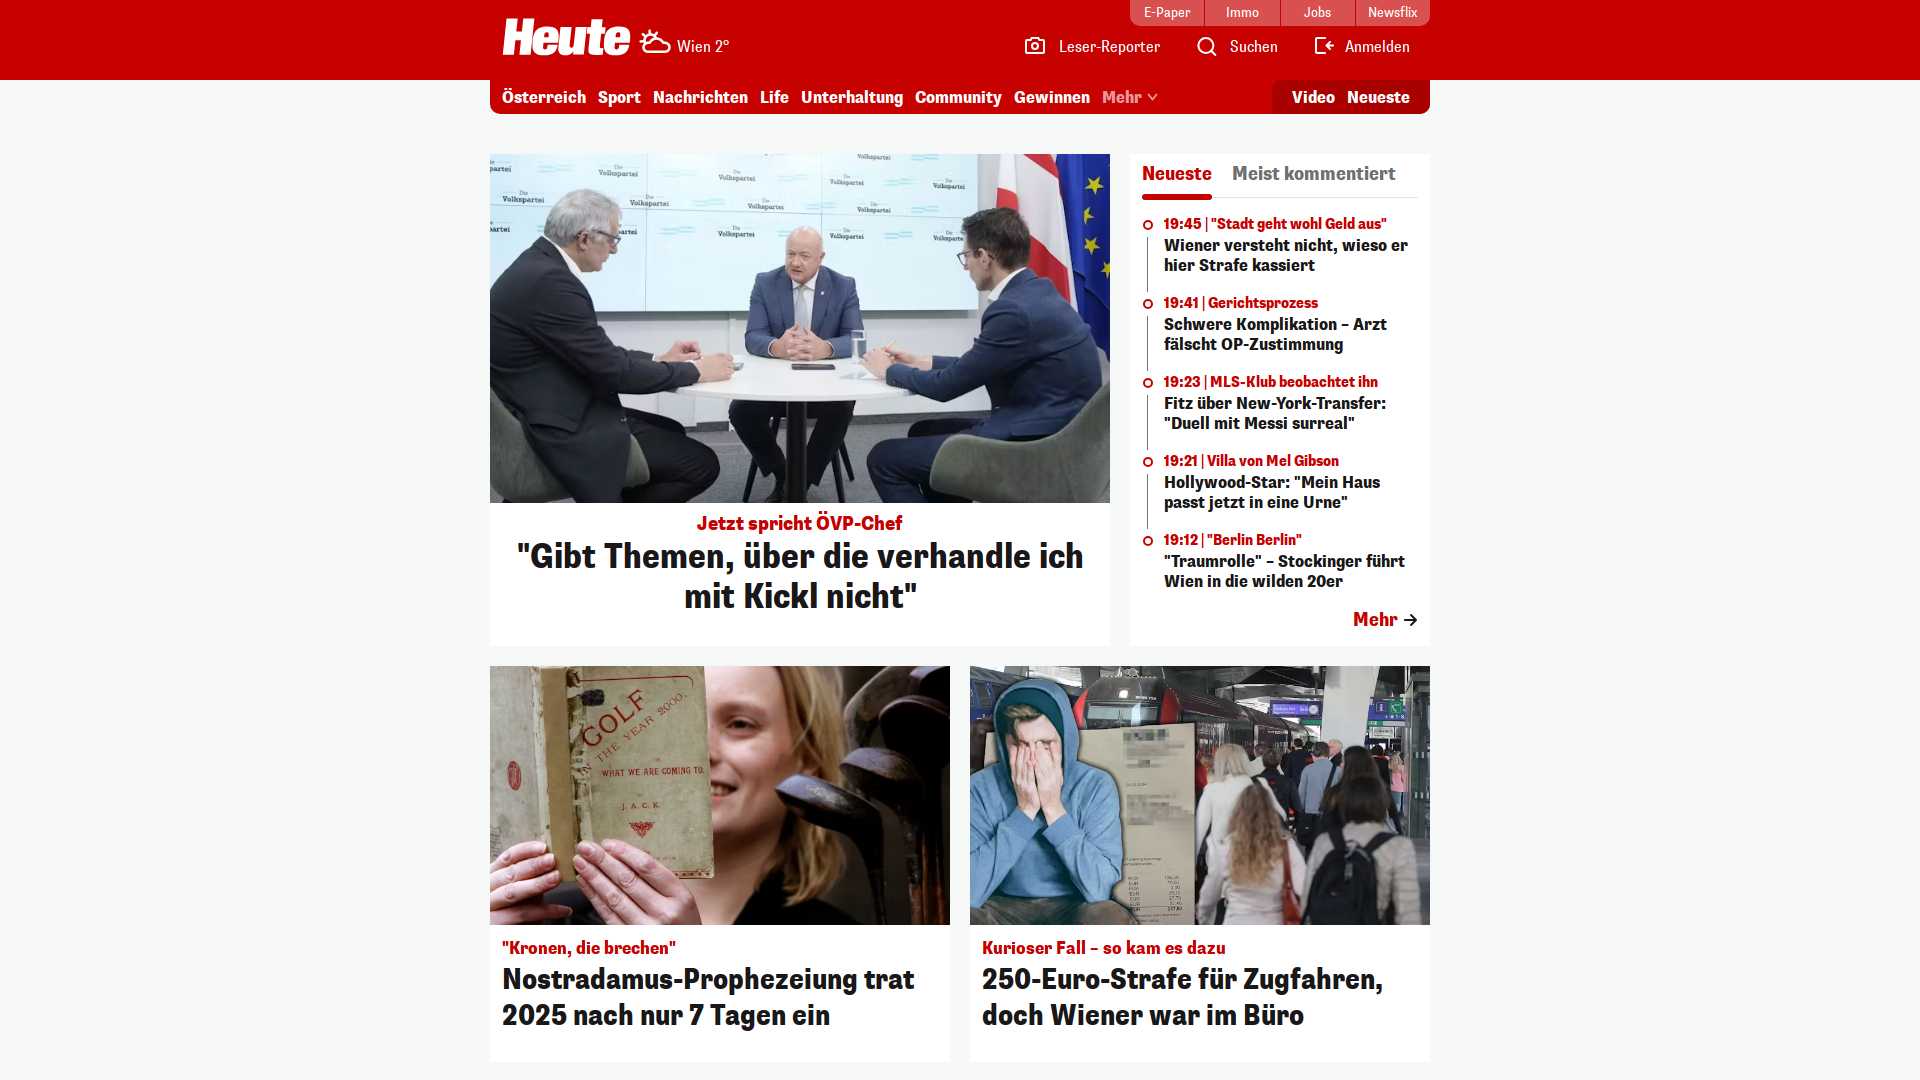 E-Paper
Immo
Jobs
Newsflix
Heute
Wien 2°
Leser-Reporter
Suchen
Anmelden
Österreich Sport Nachrichten Life Unterhaltung Community Gewinnen Mehr
Video Neueste
Die Volkspartei
Jetzt spricht ÖVP-Chef
"Gibt Themen, über die verhandle ich
mit Kickl nicht"
Neueste
Meist kommentiert
19:45 | "Stadt geht wohl Geld aus"
Wiener versteht nicht, wieso er
hier Strafe kassiert
19:41 | Gerichtsprozess
Schwere Komplikation – Arzt
fälscht OP-Zustimmung
19:23 | MLS-Klub beobachtet ihn
Fitz über New-York-Transfer:
"Duell mit Messi surreal"
19:21 | Villa von Mel Gibson
Hollywood-Star: "Mein Haus
passt jetzt in eine Urne"
19:12 | "Berlin Berlin"
"Traumrolle" – Stockinger führt
Wien in die wilden 20er
Mehr
GOLF
IN THE YEAR 2000.
WHAT WE ARE COMING TO.
J. A. C. K.
"Kronen, die brechen"
Nostradamus-Prophezeiung trat
2025 nach nur 7 Tagen ein
Kurioser Fall – so kam es dazu
250-Euro-Strafe für Zugfahren,
doch Wiener war im Büro